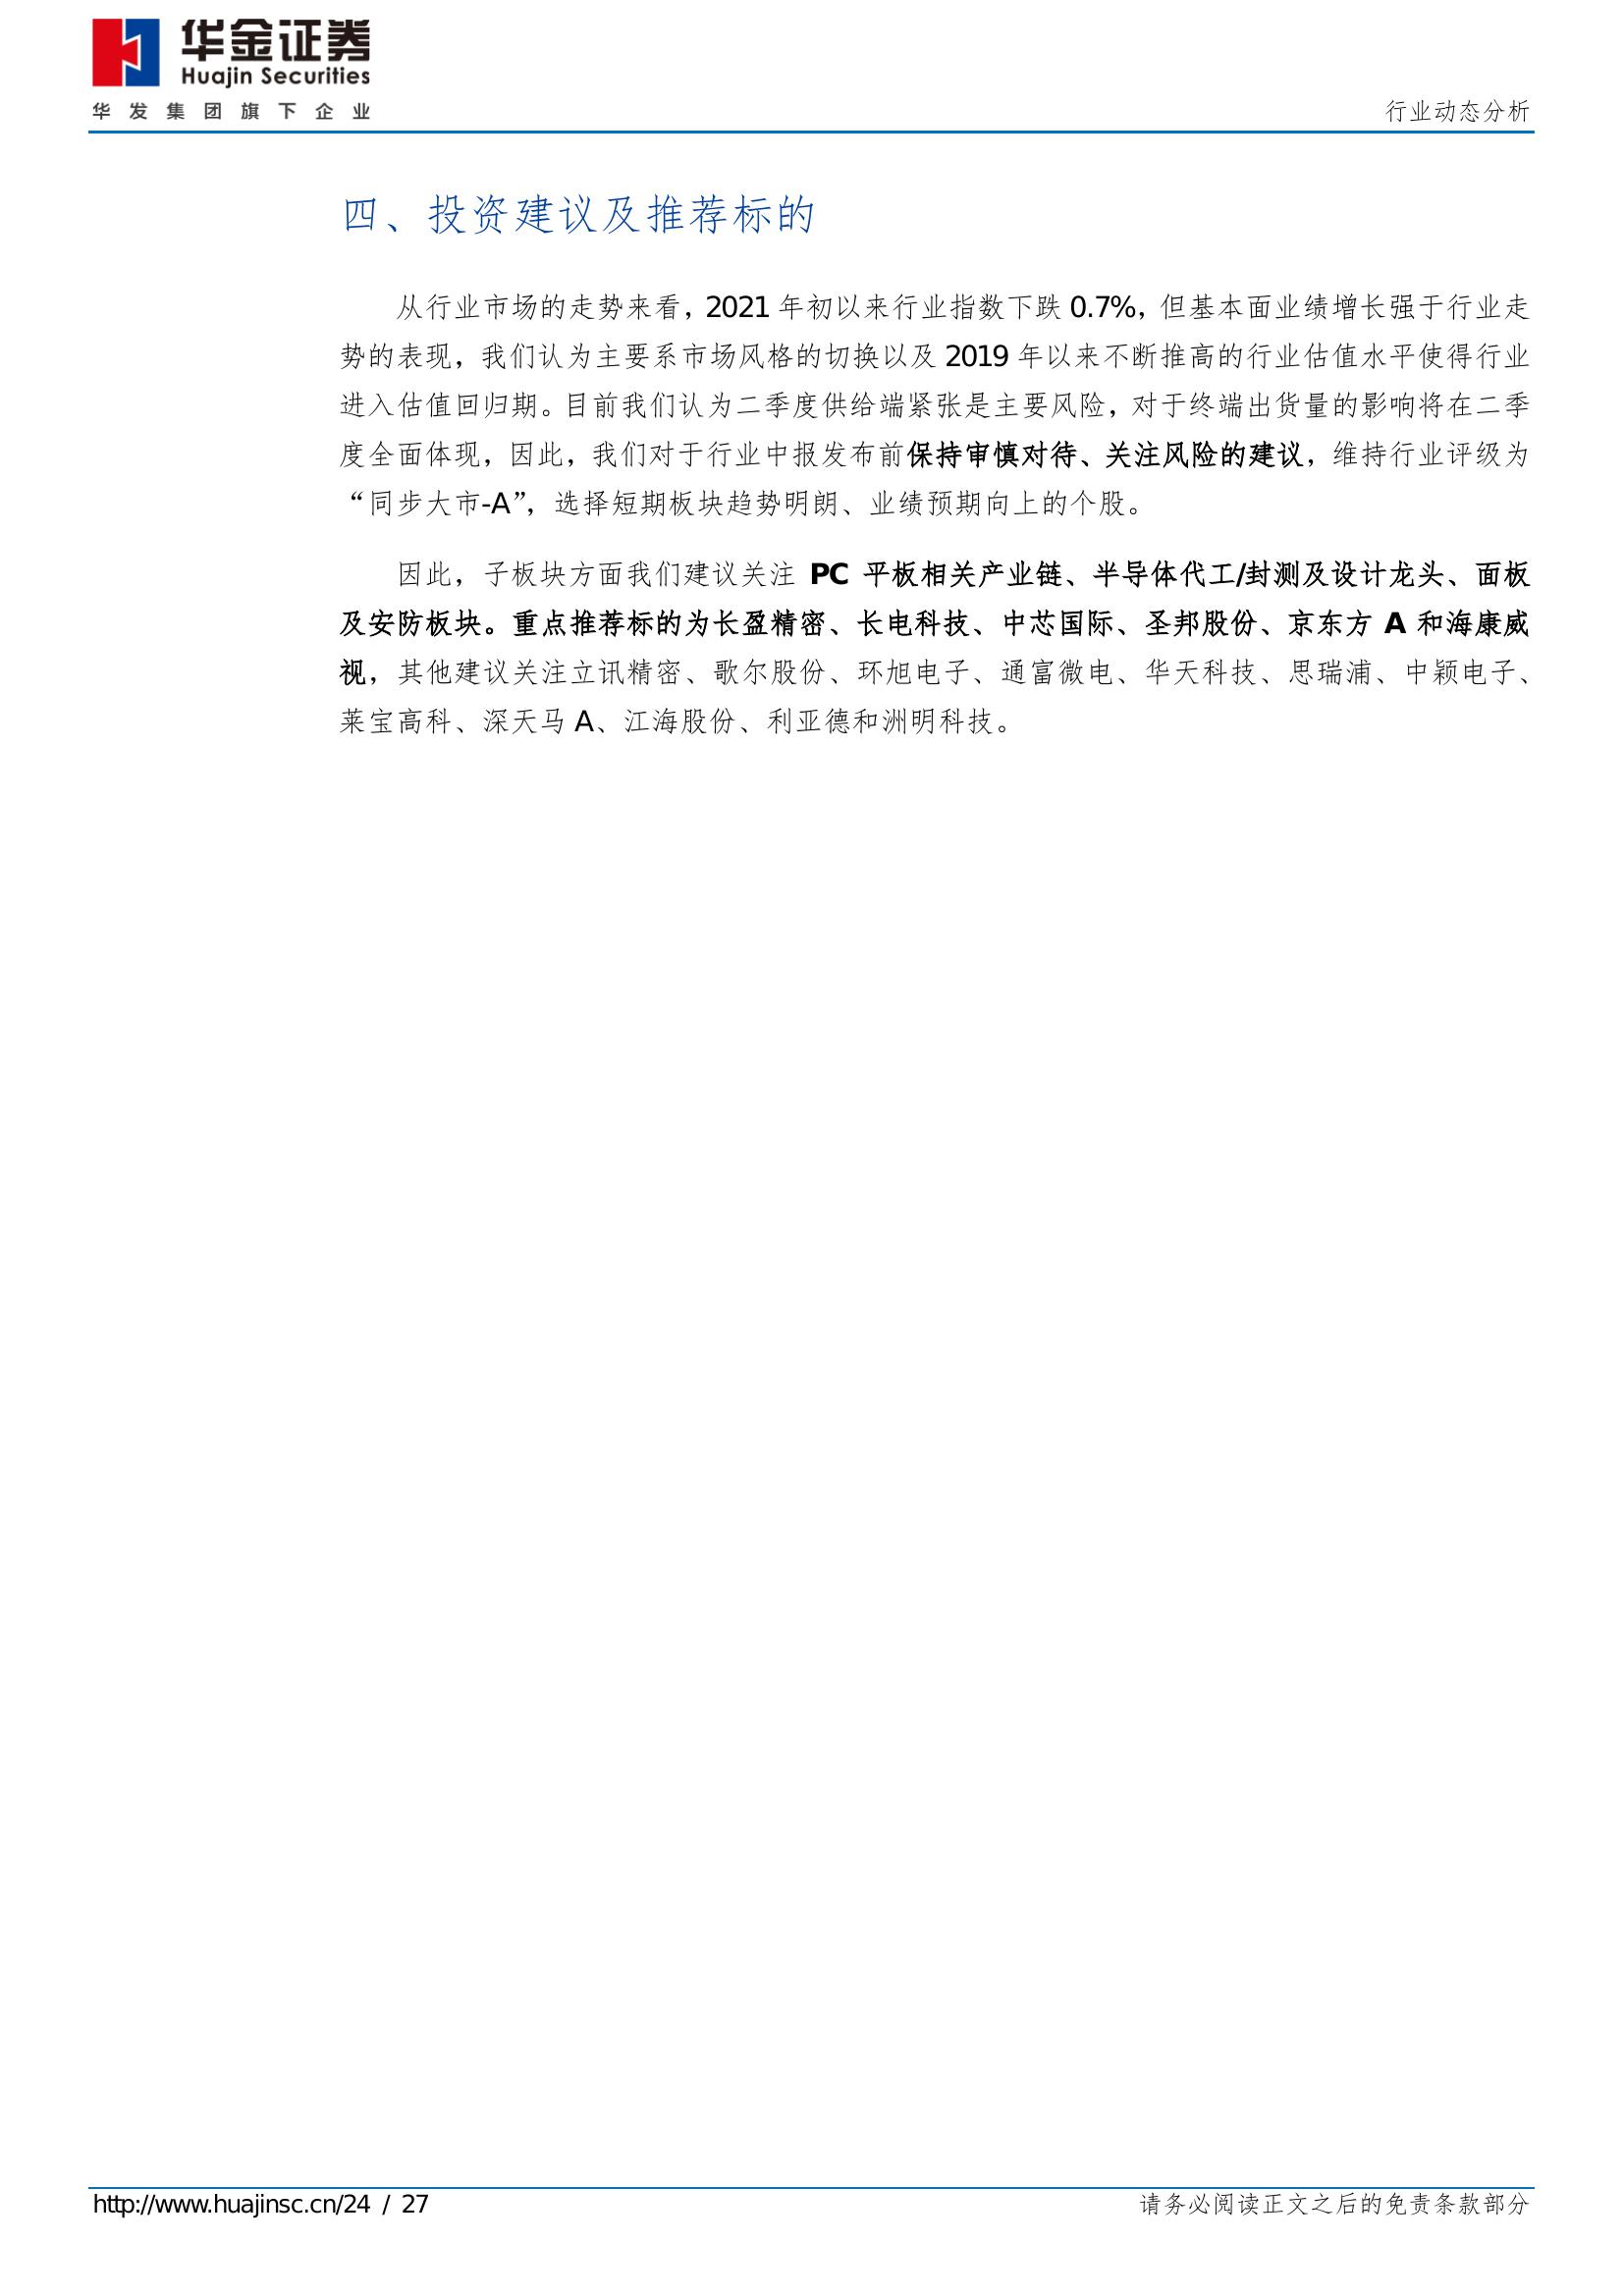 华金证券
Huajin Securities
华发集团旗下企业
行业动态分析
四、投资建议及推荐标的
从行业市场的走势来看，2021 年初以来行业指数下跌 0.7%，但基本面业绩增长强于行业走
势的表现，我们认为主要系市场风格的切换以及 2019 年以来不断推高的行业估值水平使得行业
进入估值回归期。目前我们认为二季度供给端紧张是主要风险，对于终端出货量的影响将在二季
度全面体现，因此，我们对于行业中报发布前保持审慎对待、关注风险的建议，维持行业评级为
“同步大市-A”，选择短期板块趋势明朗、业绩预期向上的个股。
因此，子板块方面我们建议关注 PC 平板相关产业链、半导体代工/封测及设计龙头、面板
及安防板块。重点推荐标的为长盈精密、长电科技、中芯国际、圣邦股份、京东方 A 和海康威
视，其他建议关注立讯精密、歌尔股份、环旭电子、通富微电、华天科技、思瑞浦、中颖电子、
莱宝高科、深天马 A、江海股份、利亚德和洲明科技。
http://www.huajinsc.cn/24 / 27
请务必阅读正文之后的免责条款部分